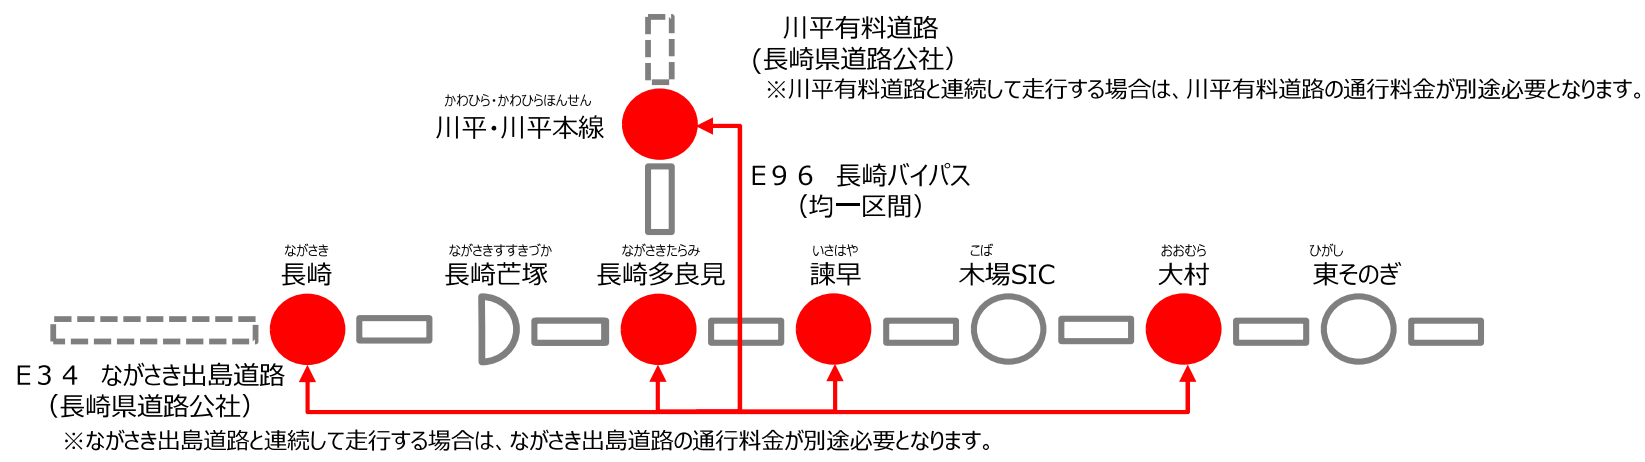 川平有料道路
(長崎県道路公社)
※川平有料道路と連続して走行する場合は、川平有料道路の通行料金が別途必要となります。
かわひら・かわひらほんせん
川平・川平本線
E96 長崎バイパス
(均一区間)
ながさき
長崎
ながさきすすきづか
長崎芒塚
ながさきたらみ
長崎多良見
いさはや
諫早
こば
木場SIC
おおむら
大村
ひがし
東そのぎ
E34 ながさき出島道路
(長崎県道路公社)
※ながさき出島道路と連続して走行する場合は、ながさき出島道路の通行料金が別途必要となります。